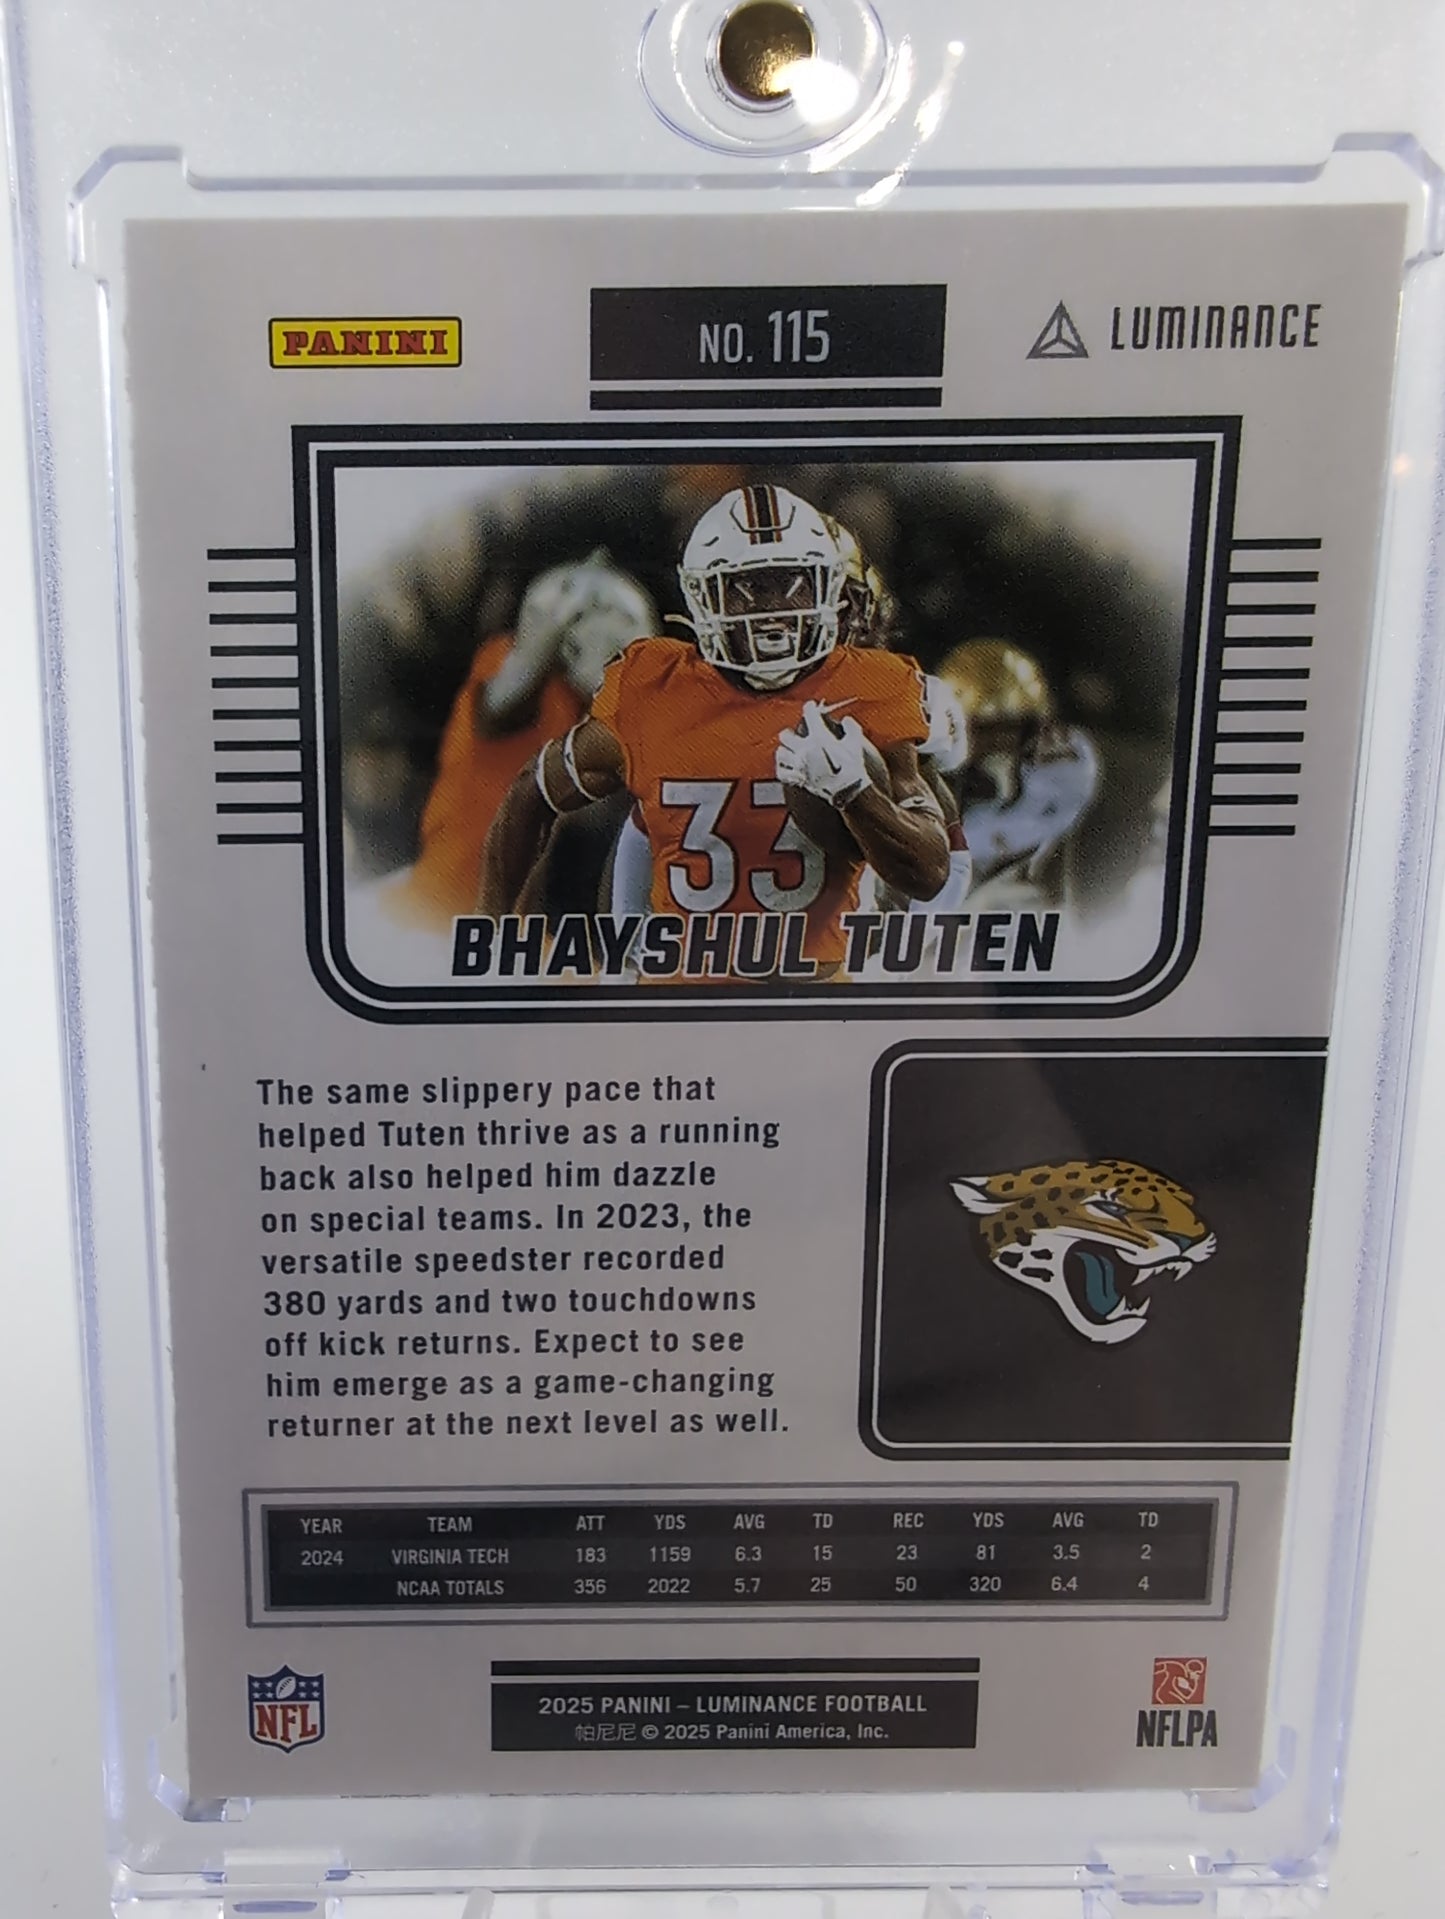 PANINI
NO. 115
LUMINANCE
33
BHAYSHUL TUTEN
The same slippery pace that
helped Tuten thrive as a running
back also helped him dazzle
on special teams. In 2023, the
versatile speedster recorded
380 yards and two touchdowns
off kick returns. Expect to see
him emerge as a game-changing
returner at the next level as well.
YEAR TEAM ATT YDS AVG TD REC YDS AVG TD
2024 VIRGINIA TECH 183 1159 6.3 15 23 81 3.5 2
NCAA TOTALS 356 2022 5.7 25 50 320 6.4 4
NFL
2025 PANINI – LUMINANCE FOOTBALL
帕尼尼 © 2025 Panini America, Inc.
NFLPA